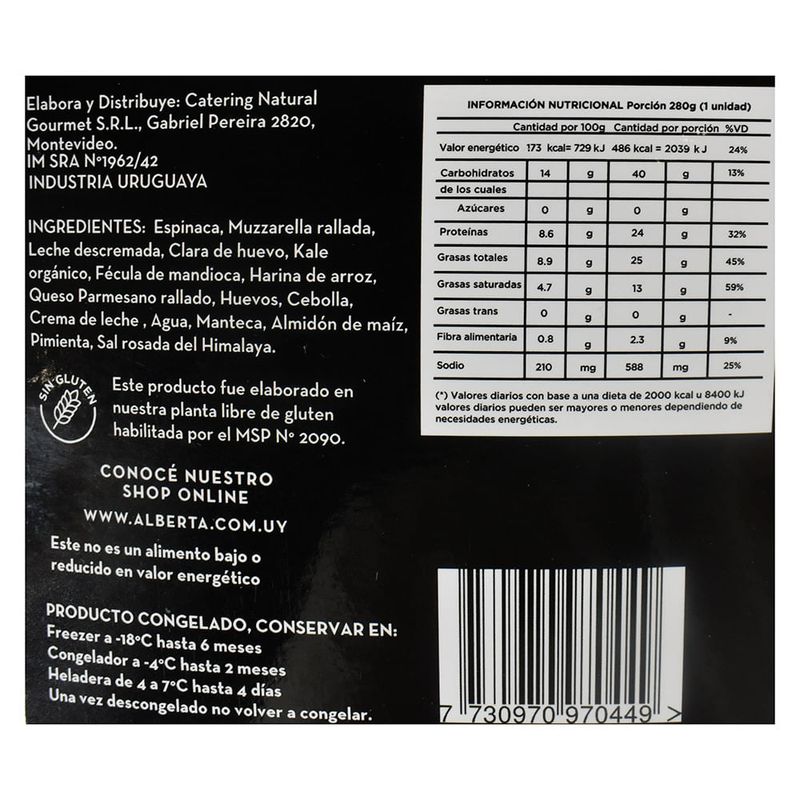 Elabora y Distribuye: Catering Natural
Gourmet S.R.L., Gabriel Pereira 2820,
Montevideo.
IM SRA Nº1962/42
INDUSTRIA URUGUAYA
INGREDIENTES: Espinaca, Muzzarella rallada,
Leche descremada, Clara de huevo, Kale
orgánico, Fécula de mandioca, Harina de arroz,
Queso Parmesano rallado, Huevos, Cebolla,
Crema de leche , Agua, Manteca, Almidón de maíz,
Pimienta, Sal rosada del Himalaya.
SIN GLUTEN
Este producto fue elaborado en
nuestra planta libre de gluten
habilitada por el MSP Nº 2090.
CONOCÉ NUESTRO
SHOP ONLINE
WWW.ALBERTA.COM.UY
Este no es un alimento bajo o
reducido en valor energético
PRODUCTO CONGELADO, CONSERVAR EN:
Freezer a -18ºC hasta 6 meses
Congelador a -4ºC hasta 2 meses
Heladera de 4 a 7ºC hasta 4 días
Una vez descongelado no volver a congelar.
INFORMACIÓN NUTRICIONAL Porción 280g (1 unidad)
Cantidad por 100g Cantidad por porción %VD
Valor energético 173 kcal= 729 kJ 486 kcal = 2039 kJ 24%
Carbohidratos 14 g 40 g 13%
de los cuales
Azúcares 0 g 0 g
Proteínas 8.6 g 24 g 32%
Grasas totales 8.9 g 25 g 45%
Grasas saturadas 4.7 g 13 g 59%
Grasas trans 0 g 0 g -
Fibra alimentaria 0.8 g 2.3 g 9%
Sodio 210 mg 588 mg 25%
(*) Valores diarios con base a una dieta de 2000 kcal u 8400 kJ
valores diarios pueden ser mayores o menores dependiendo de
necesidades energéticas.
7 730970 970449 >